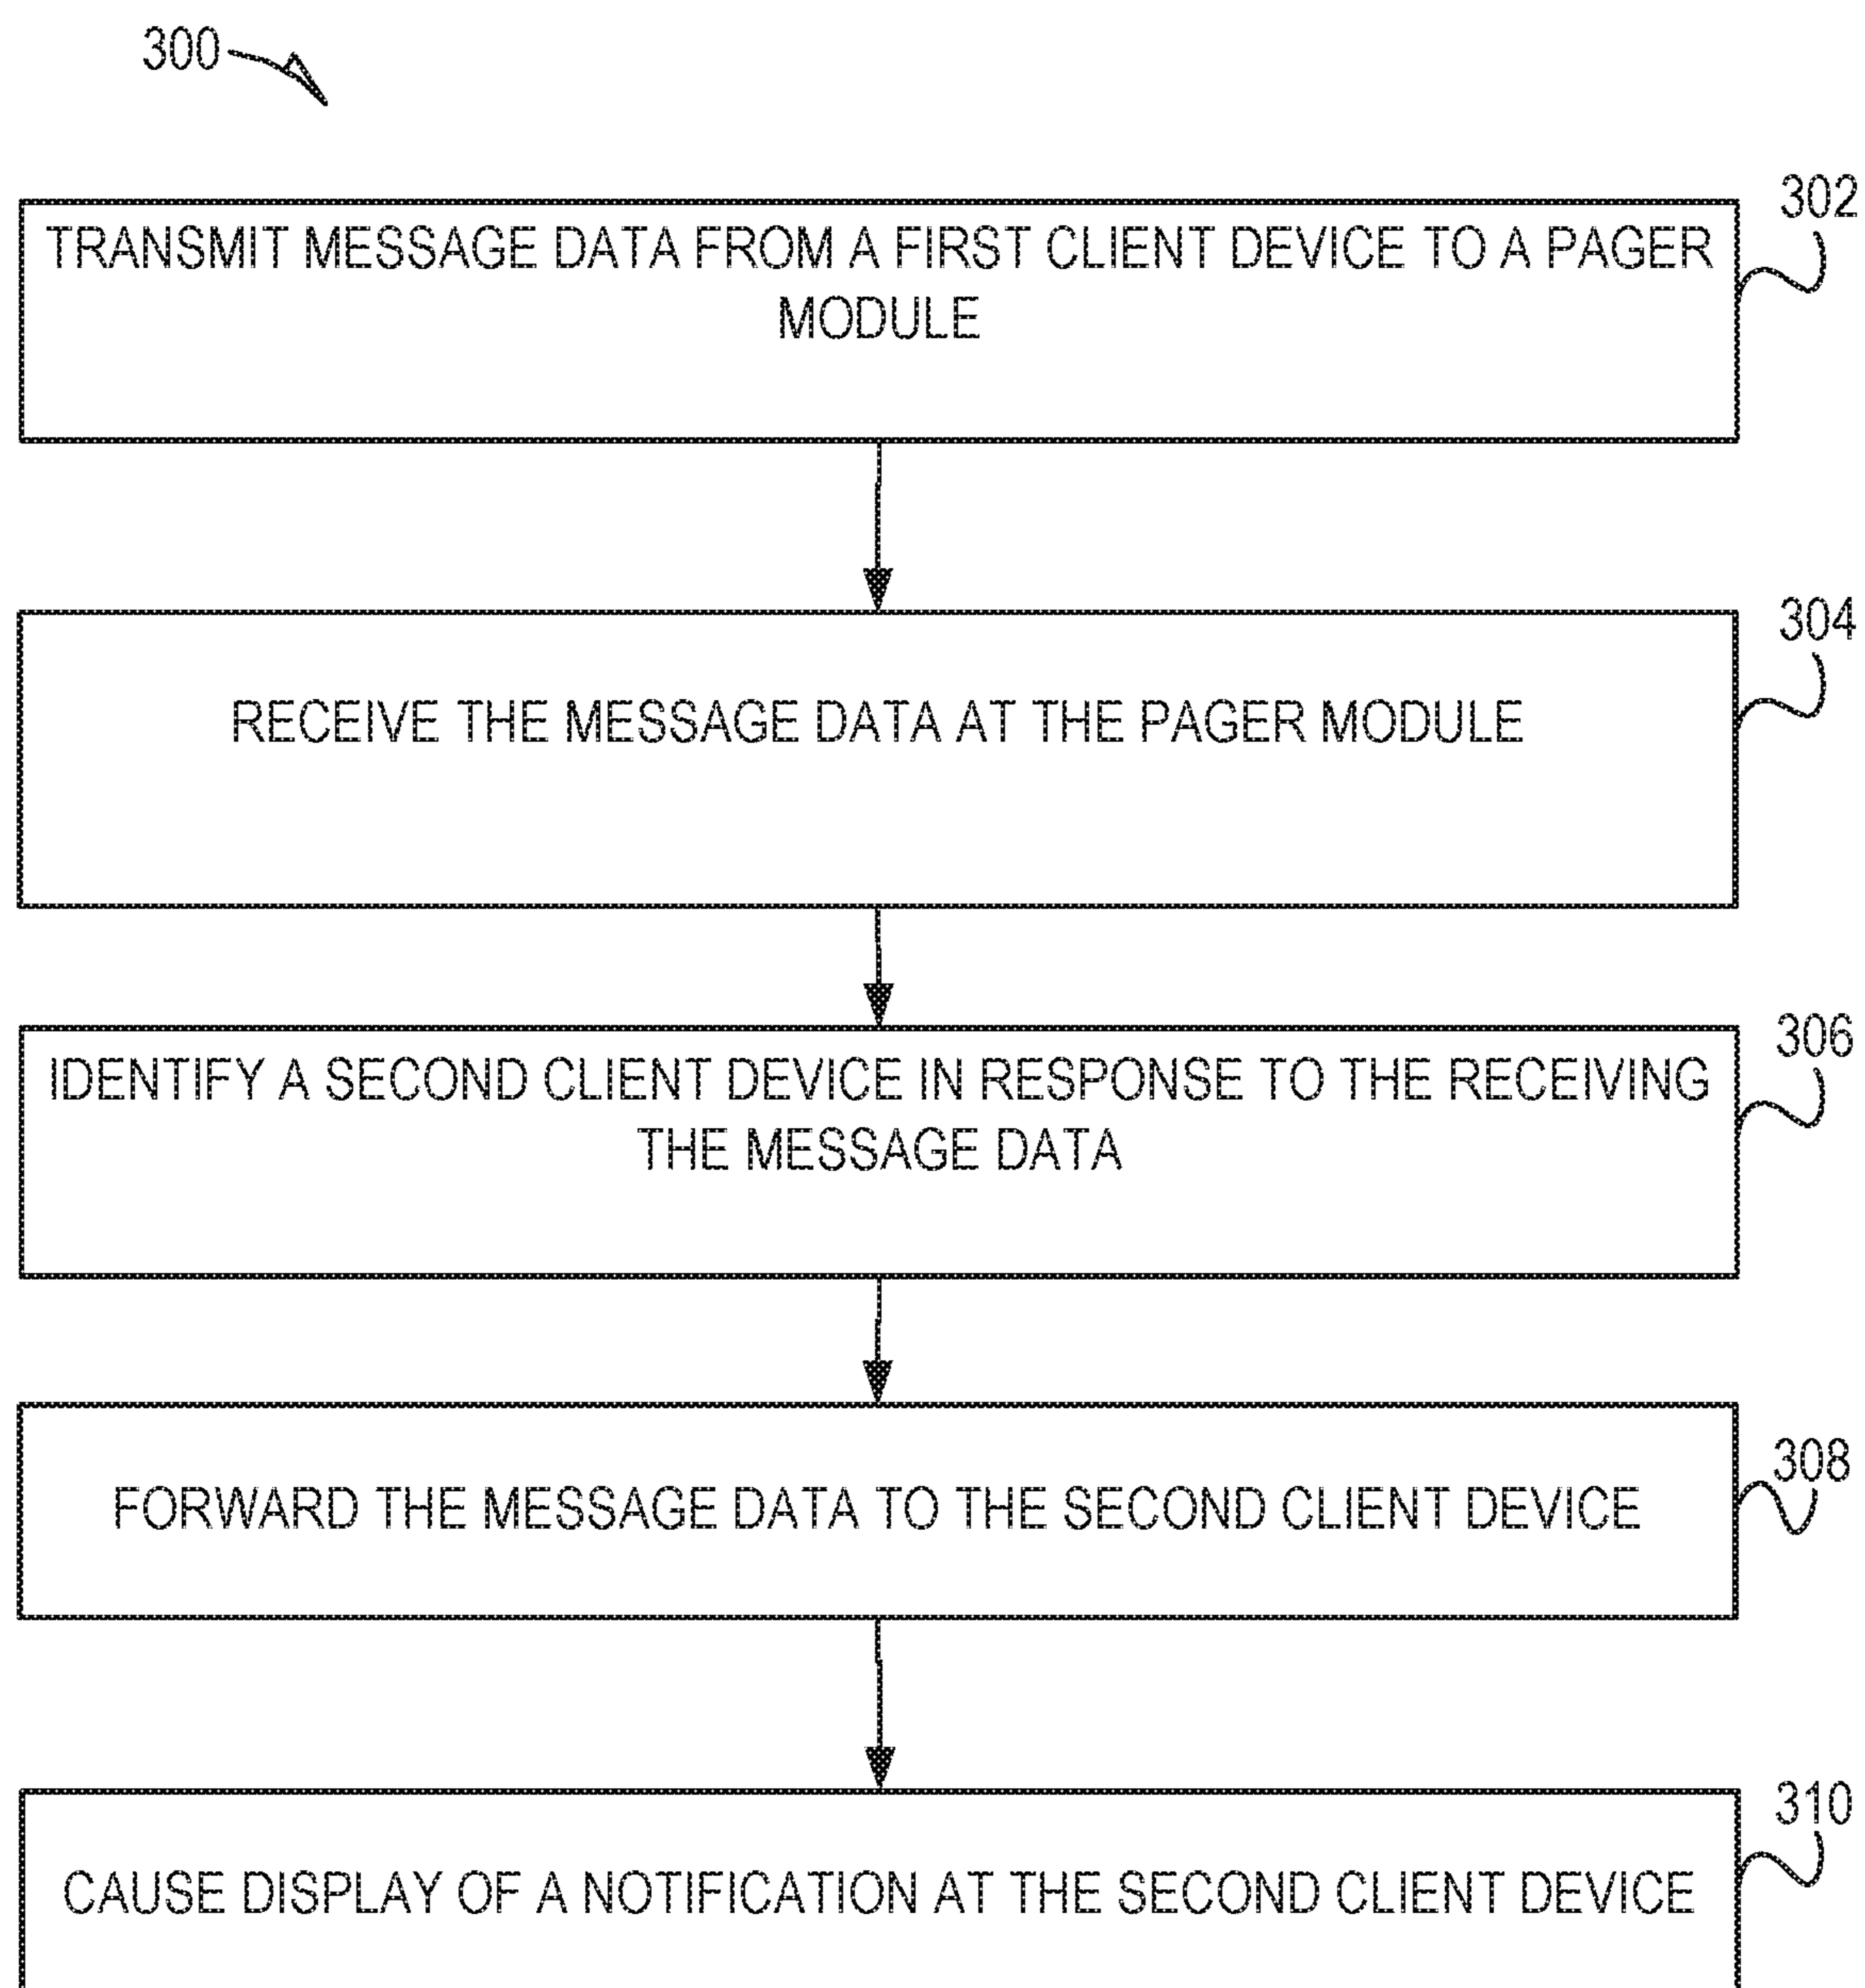 300
302
TRANSMIT MESSAGE DATA FROM A FIRST CLIENT DEVICE TO A PAGER
MODULE
304
RECEIVE THE MESSAGE DATA AT THE PAGER MODULE
306
IDENTIFY A SECOND CLIENT DEVICE IN RESPONSE TO THE RECEIVING
THE MESSAGE DATA
308
FORWARD THE MESSAGE DATA TO THE SECOND CLIENT DEVICE
310
CAUSE DISPLAY OF A NOTIFICATION AT THE SECOND CLIENT DEVICE